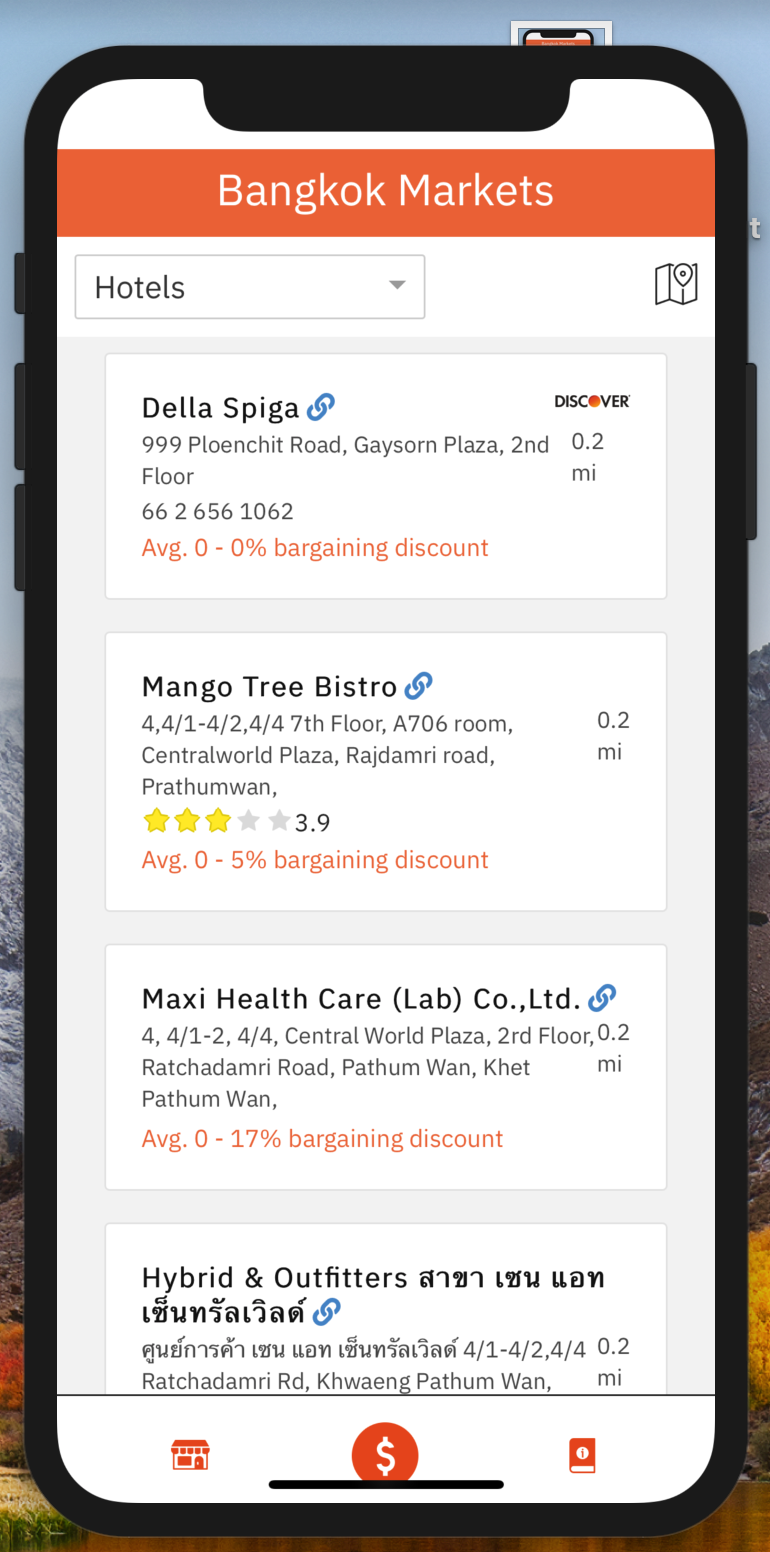 Bangkok Markets
t
Hotels
Della Spiga
DISCOVER
999 Ploenchit Road, Gaysorn Plaza, 2nd
Floor
0.2
mi
66 2 656 1062
Avg. 0 - 0% bargaining discount
Mango Tree Bistro
4,4/1-4/2,4/4 7th Floor, A706 room,
Centralworld Plaza, Rajdamri road,
Prathumwan,
0.2
mi
3.9
Avg. 0 - 5% bargaining discount
Maxi Health Care (Lab) Co.,Ltd.
4, 4/1-2, 4/4, Central World Plaza, 2rd Floor,
Ratchadamri Road, Pathum Wan, Khet
Pathum Wan,
0.2
mi
Avg. 0 - 17% bargaining discount
Hybrid & Outfitters สาขา เซน แอท
เซ็นทรัลเวิลด์
ศูนย์การค้า เซน แอท เซ็นทรัลเวิลด์ 4/1-4/2,4/4
Ratchadamri Rd, Khwaeng Pathum Wan,
0.2
mi
$